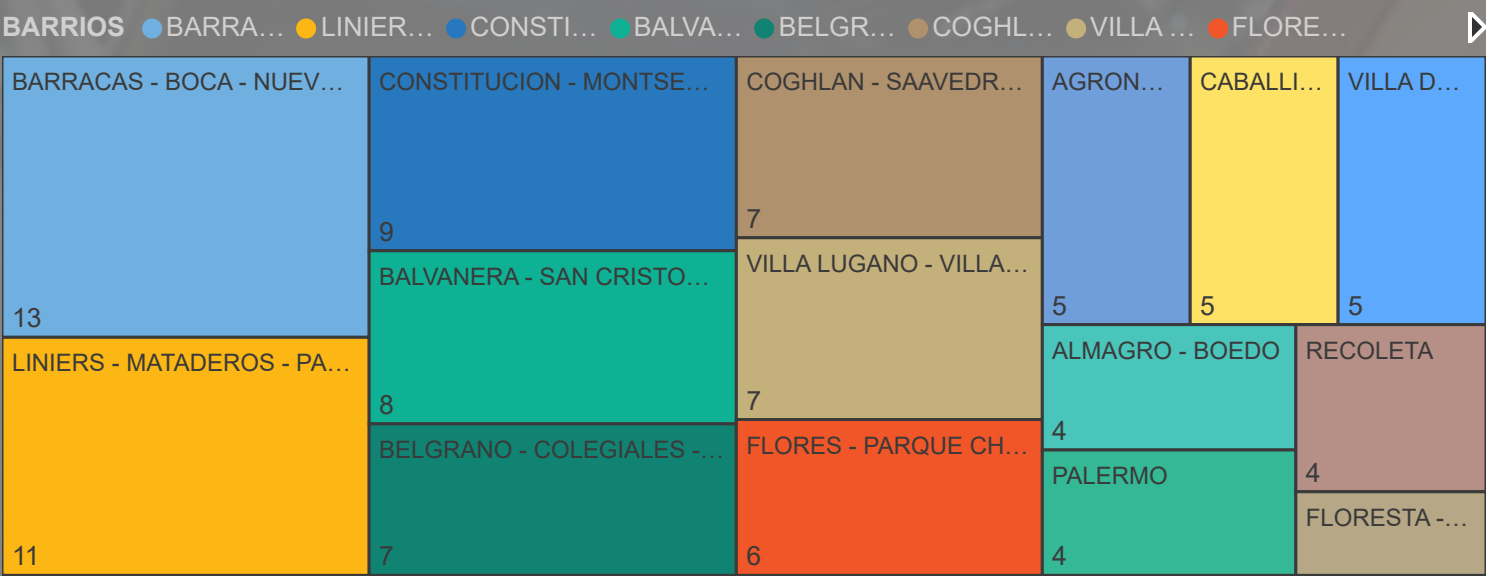 BARRIOS BARRA… LINIER… CONSTI… BALVA… BELGR… COGHL… VILLA … FLORE…
BARRACAS - BOCA - NUEV…
13
LINIERS - MATADEROS - PA…
11
CONSTITUCION - MONTSE…
9
BALVANERA - SAN CRISTO…
8
BELGRANO - COLEGIALES -…
7
COGHLAN - SAAVEDR…
7
VILLA LUGANO - VILLA…
7
FLORES - PARQUE CH…
6
AGRON…
5
CABALLI…
5
VILLA D…
5
ALMAGRO - BOEDO
4
PALERMO
4
RECOLETA
4
FLORESTA -…